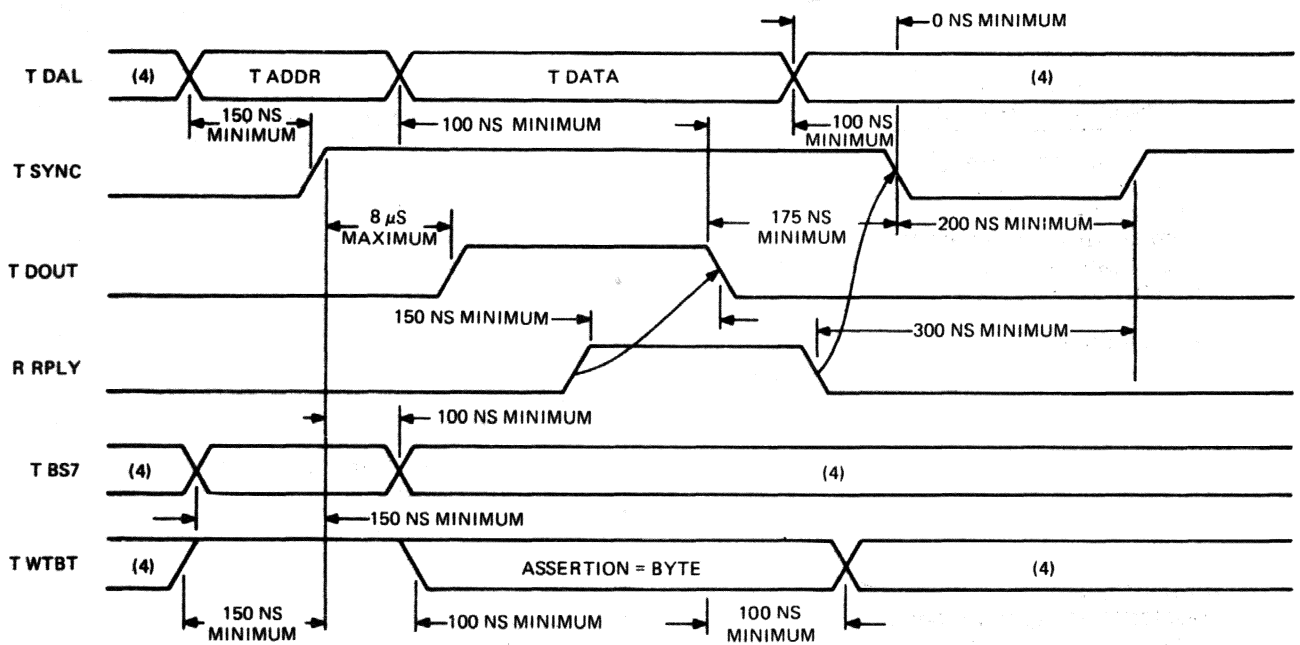 0 NS MINIMUM
T DAL
(4)
T ADDR
T DATA
(4)
150 NS
MINIMUM
100 NS MINIMUM
100 NS
MINIMUM
T SYNC
8 µS
MAXIMUM
175 NS
MINIMUM
200 NS MINIMUM
T DOUT
150 NS MINIMUM
300 NS MINIMUM
R RPLY
100 NS MINIMUM
T BS7
(4)
(4)
150 NS MINIMUM
T WTBT
(4)
ASSERTION = BYTE
(4)
150 NS
MINIMUM
100 NS MINIMUM
100 NS
MINIMUM